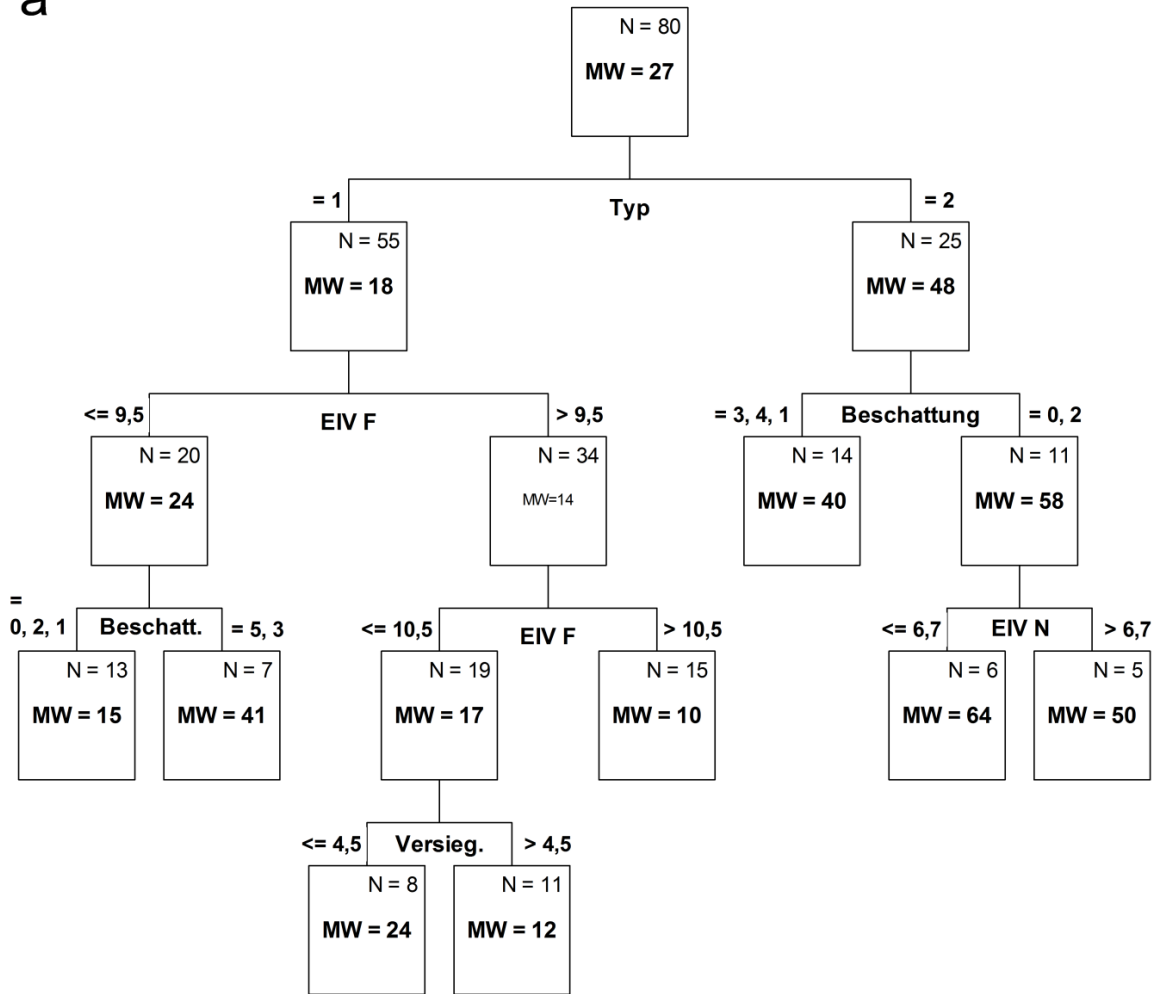 a
N = 80
MW = 27
= 1
Typ
= 2
N = 55
MW = 18
N = 25
MW = 48
<= 9,5
EIV F
> 9,5
= 3, 4, 1
Beschattung
= 0, 2
N = 20
MW = 24
N = 34
MW=14
N = 14
MW = 40
N = 11
MW = 58
=
0, 2, 1
Beschatt.
= 5, 3
<= 10,5
EIV F
> 10,5
<= 6,7
EIV N
> 6,7
N = 13
MW = 15
N = 7
MW = 41
N = 19
MW = 17
N = 15
MW = 10
N = 6
MW = 64
N = 5
MW = 50
<= 4,5
Versieg.
> 4,5
N = 8
MW = 24
N = 11
MW = 12